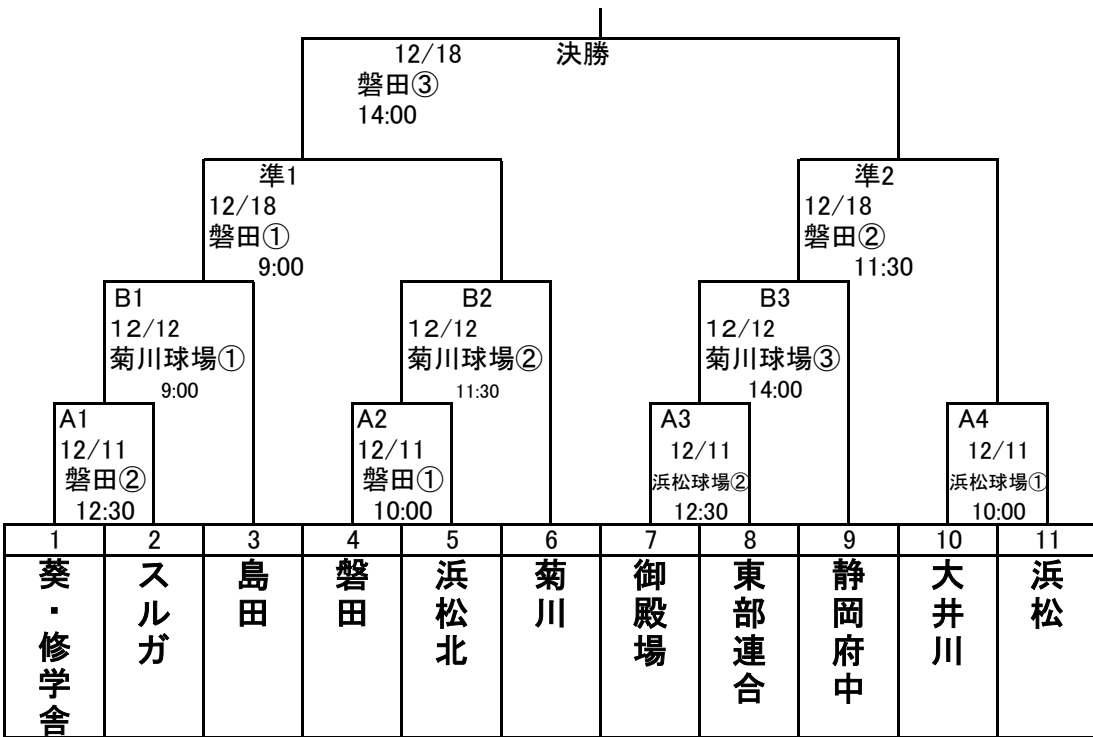 12/18 決勝
磐田③
14:00
準1
12/18
磐田①
9:00
準2
12/18
磐田②
11:30
B1
12/12
菊川球場①
9:00
B2
12/12
菊川球場②
11:30
B3
12/12
菊川球場③
14:00
A1
12/11
磐田②
12:30
A2
12/11
磐田①
10:00
A3
12/11
浜松球場②
12:30
A4
12/11
浜松球場①
10:00
1 2 3 4 5 6 7 8 9 10 11
葵・修学舎
スルガ
島田
磐田
浜松北
菊川
御殿場
東部連合
静岡府中
大井川
浜松